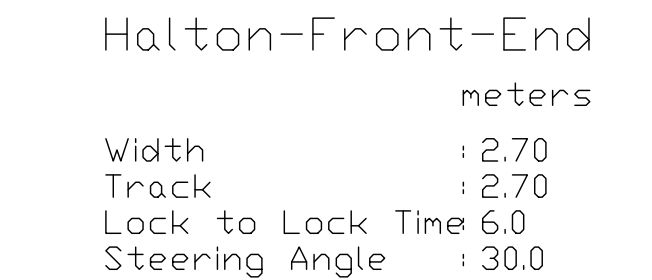 Halton-Front-End
meters
Width : 2.70
Track : 2.70
Lock to Lock Time: 6.0
Steering Angle : 30.0